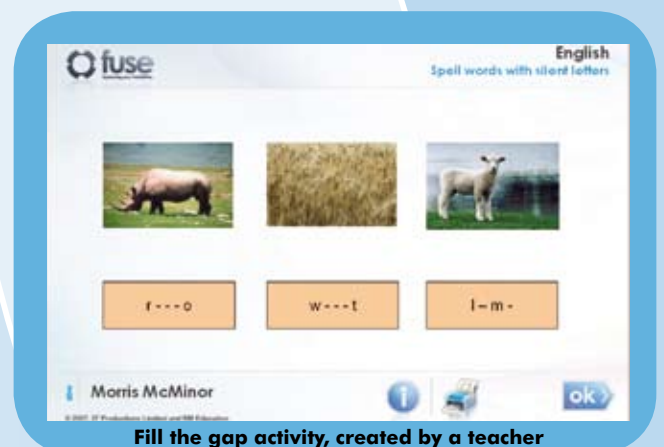 fuse
English
Spell words with silent letters
r - - - o
w - - - t
l - m -
Morris McMinor
i
ok
Fill the gap activity, created by a teacher